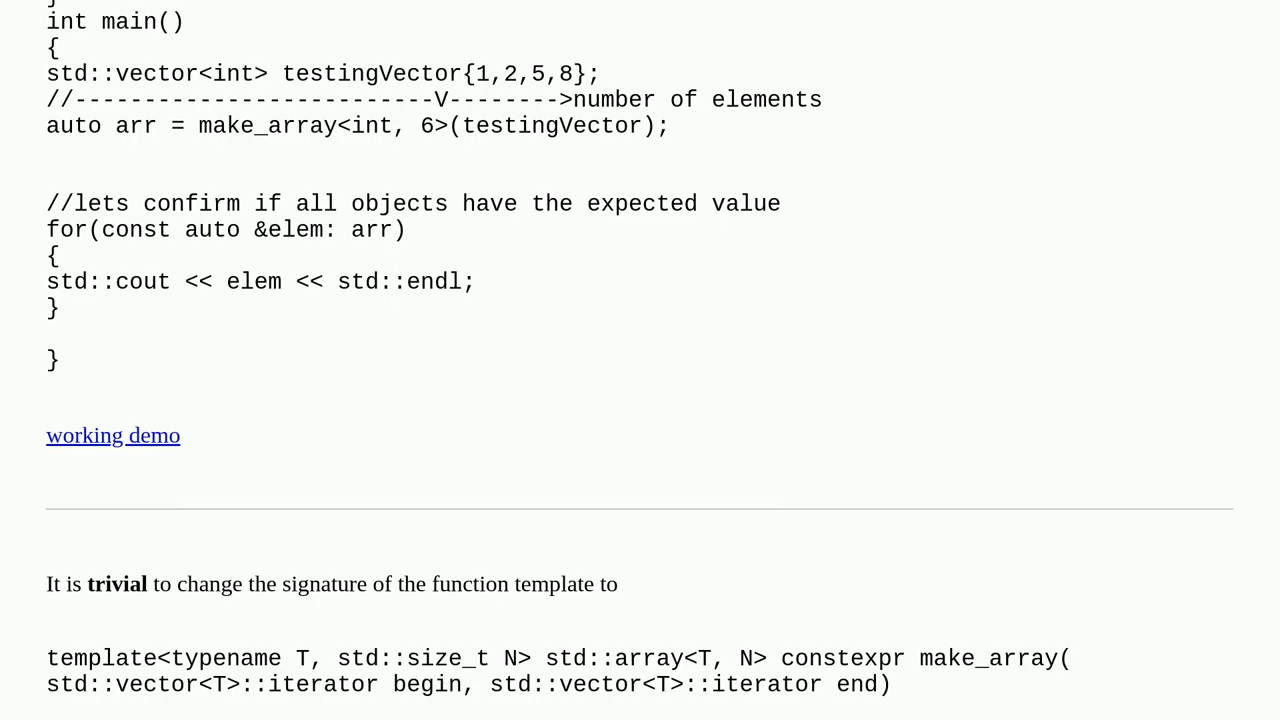 }
int main()
{
std::vector<int> testingVector{1,2,5,8};
//--------------------------V-------->number of elements
auto arr = make_array<int, 6>(testingVector);
//lets confirm if all objects have the expected value
for(const auto &elem: arr)
{
std::cout << elem << std::endl;
}
}
working demo
It is trivial to change the signature of the function template to
template<typename T, std::size_t N> std::array<T, N> constexpr make_array(
std::vector<T>::iterator begin, std::vector<T>::iterator end)